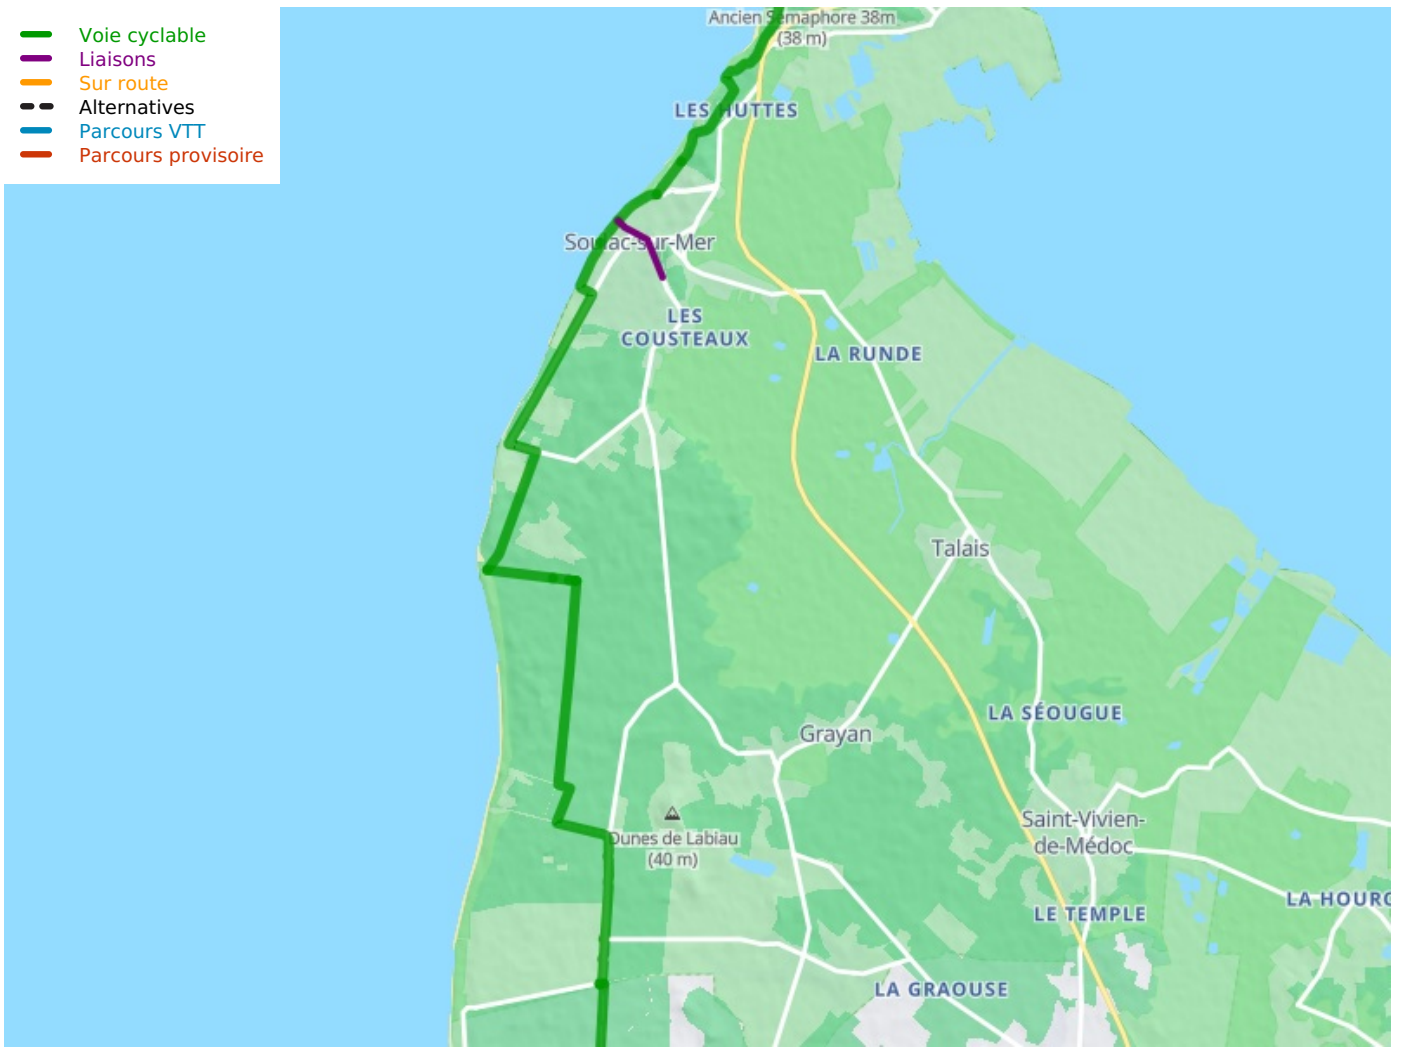 Voie cyclable
Liaisons
Sur route
Alternatives
Parcours VTT
Parcours provisoire
Ancien Semaphore 38m
(38 m)
LES HUTTES
Soulac-sur-Mer
LES
COUSTEAUX
LA RUNDE
Talais
LA SÉOUGUE
Grayan
Saint-Vivien-
de-Médoc
Dunes de Labiau
(40 m)
LA HOURC
LE TEMPLE
LA GRAOUSE